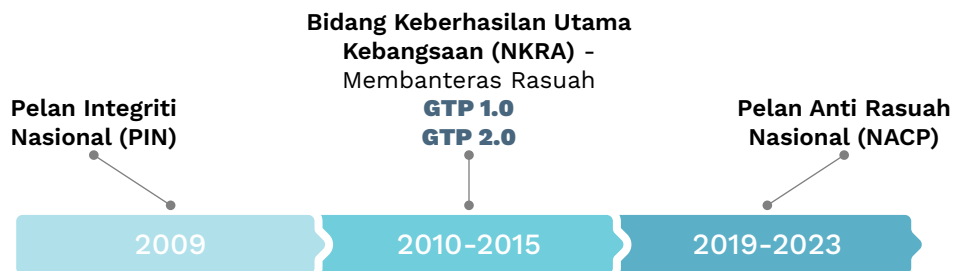 Bidang Keberhasilan Utama
Kebangsaan (NKRA) -
Membanteras Rasuah
GTP 1.0
GTP 2.0
Pelan Integriti
Nasional (PIN)
Pelan Anti Rasuah
Nasional (NACP)
2009
2010-2015
2019-2023